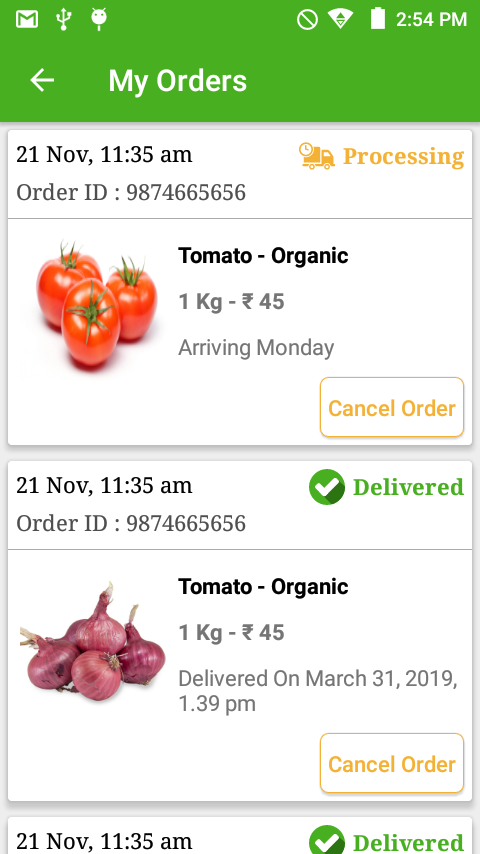 2:54 PM
My Orders
21 Nov, 11:35 am
Processing
Order ID : 9874665656
Tomato - Organic
1 Kg - ₹ 45
Arriving Monday
Cancel Order
21 Nov, 11:35 am
Delivered
Order ID : 9874665656
Tomato - Organic
1 Kg - ₹ 45
Delivered On March 31, 2019,
1.39 pm
Cancel Order
21 Nov, 11:35 am
Delivered